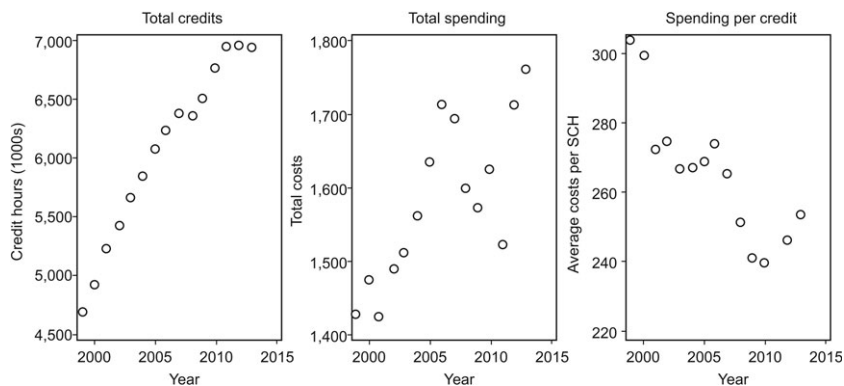 Total credits
7,000
6,500
6,000
5,500
5,000
4,500
Credit hours (1000s)
2000 2005 2010 2015
Year
Total spending
1,800
1,700
1,600
1,500
1,400
Total costs
2000 2005 2010 2015
Year
Spending per credit
300
280
260
240
220
Average costs per SCH
2000 2005 2010 2015
Year